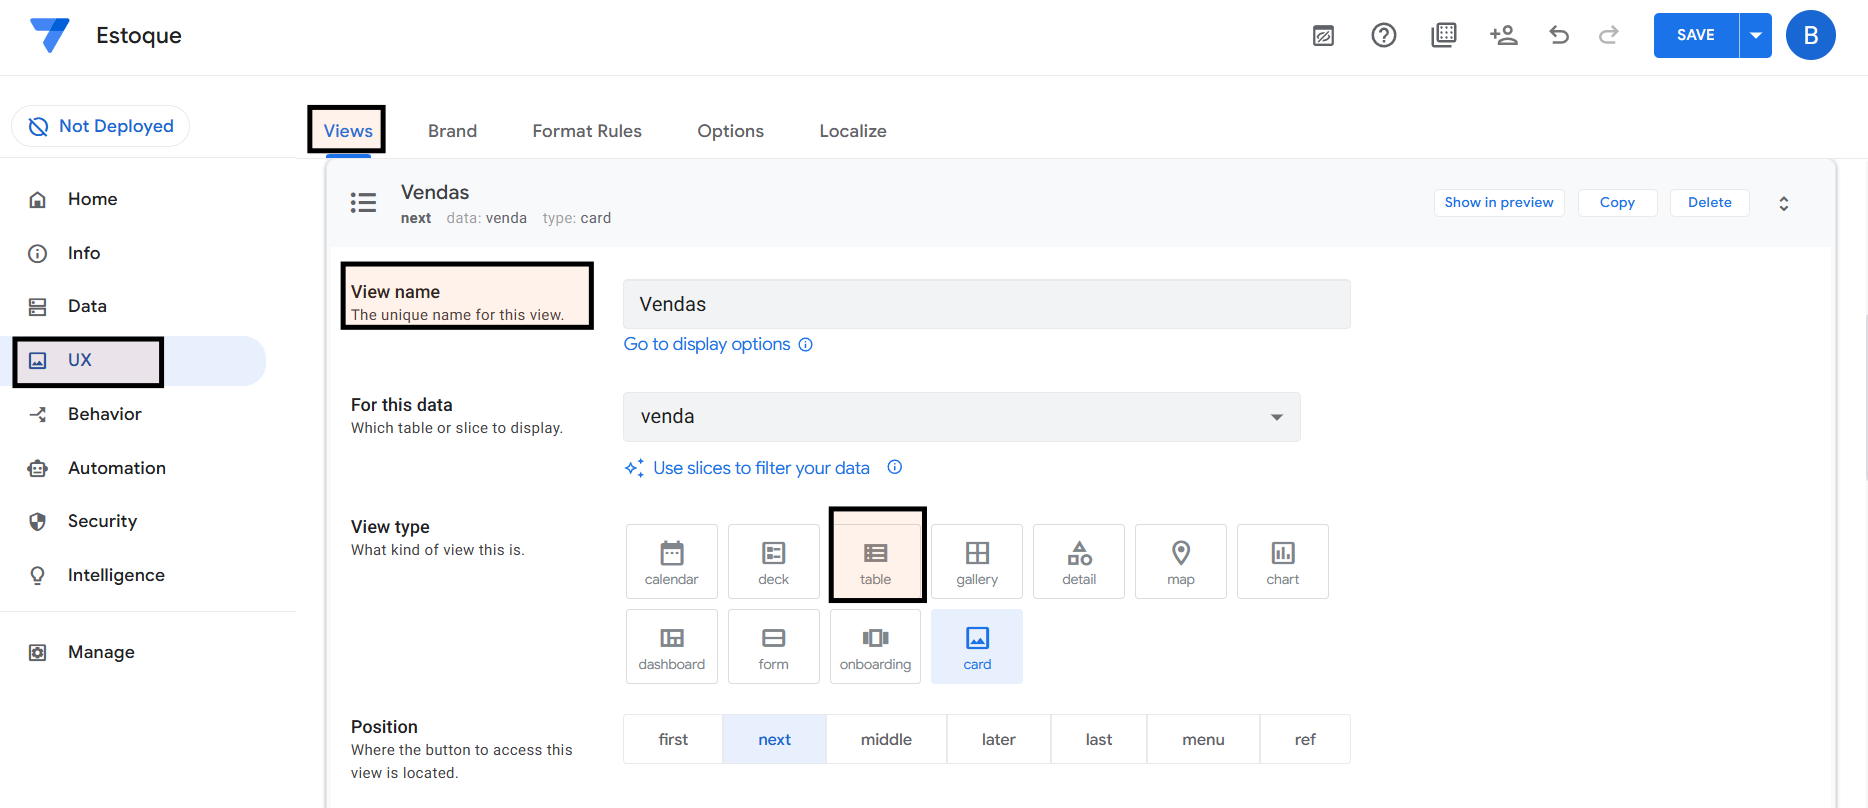 Estoque
SAVE
B
Not Deployed
Views
Brand
Format Rules
Options
Localize
Home
Info
Data
UX
Behavior
Automation
Security
Intelligence
Manage
Vendas
next data: venda type: card
Show in preview
Copy
Delete
View name
The unique name for this view.
Vendas
Go to display options
For this data
Which table or slice to display.
venda
Use slices to filter your data
View type
What kind of view this is.
calendar
deck
table
gallery
detail
map
chart
dashboard
form
onboarding
card
Position
Where the button to access this
view is located.
first
next
middle
later
last
menu
ref